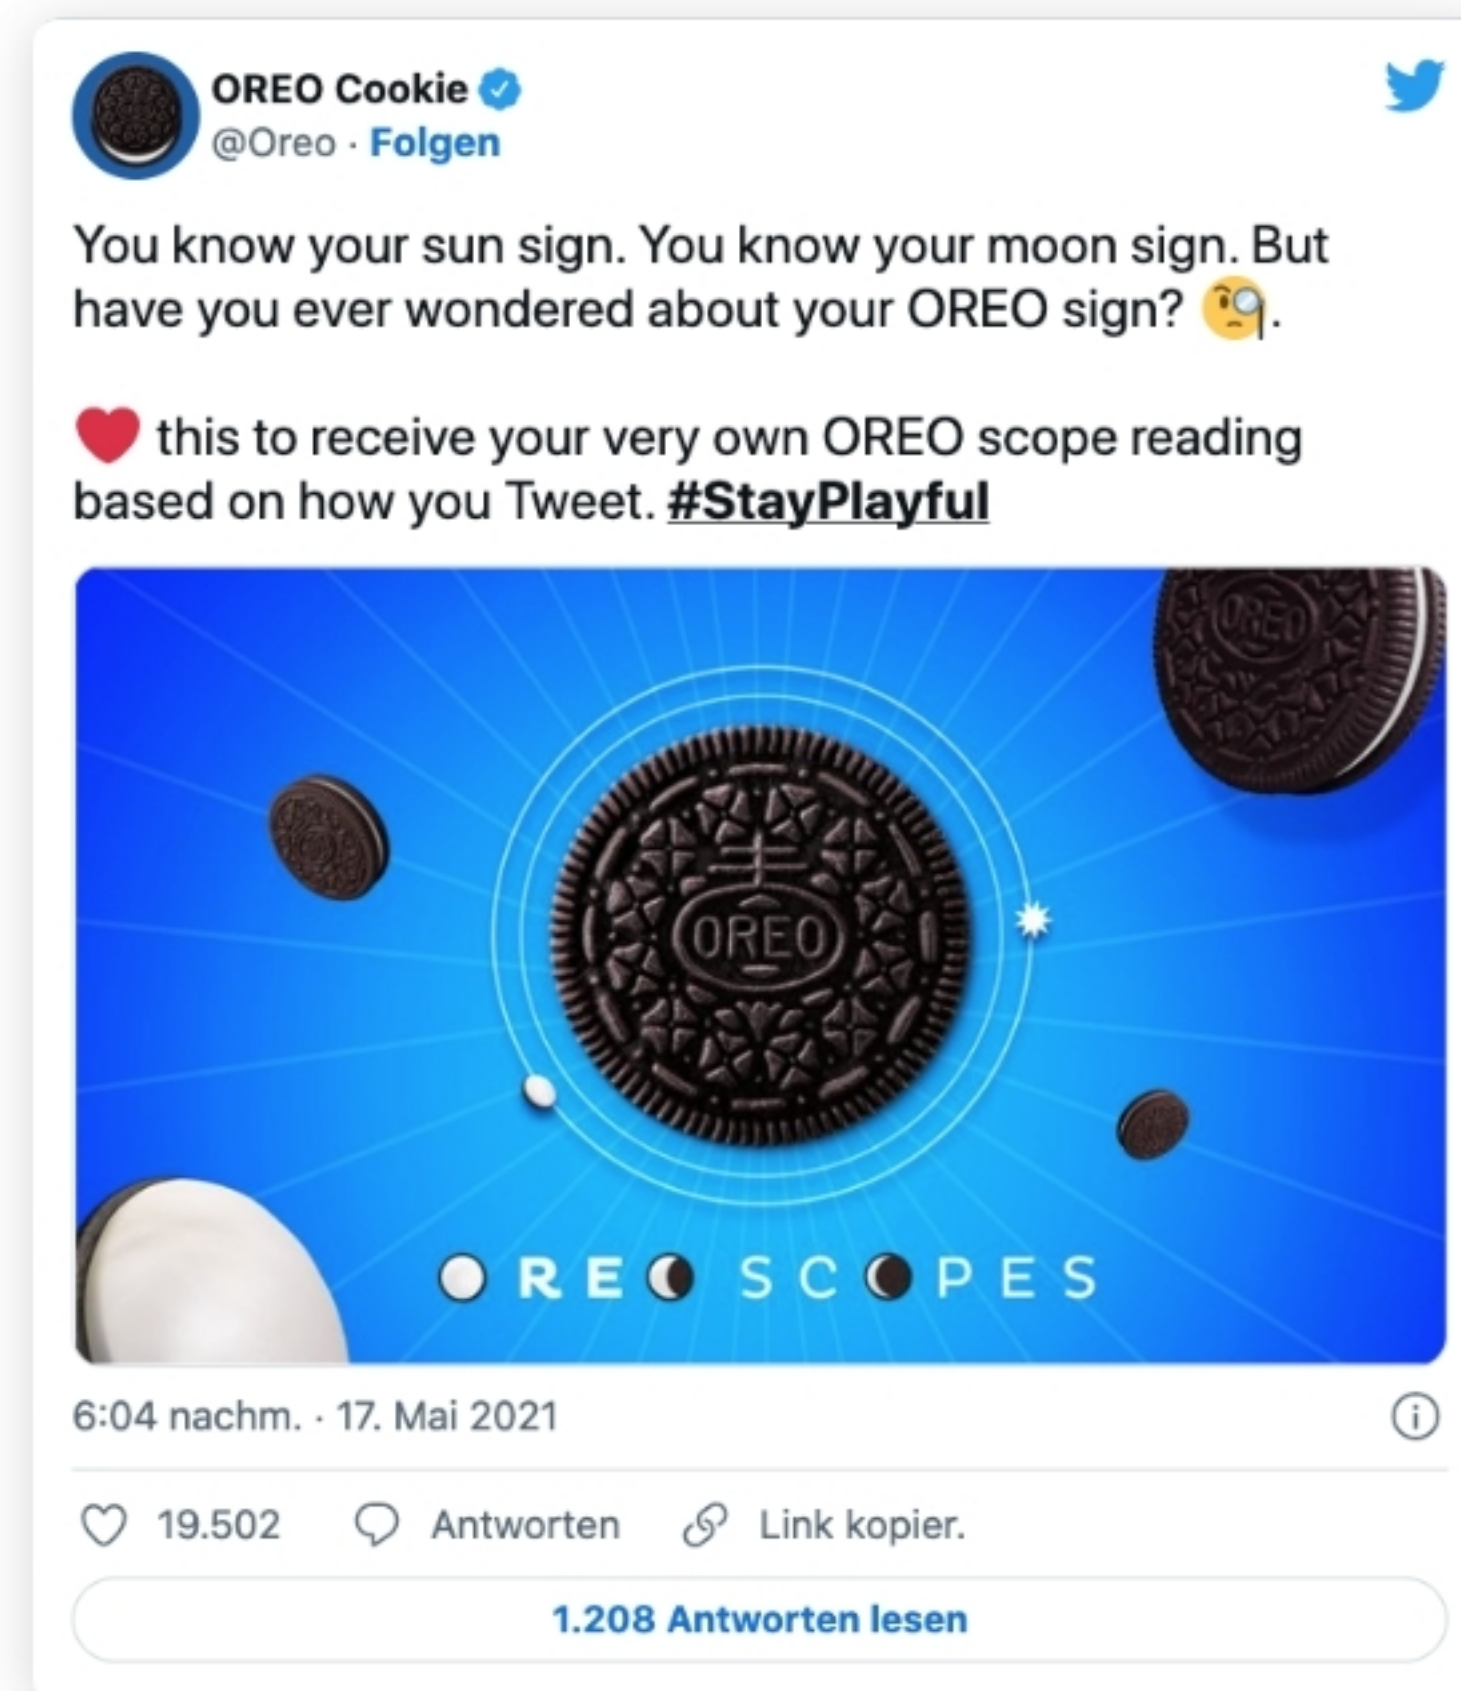 OREO Cookie
@Oreo · Folgen
You know your sun sign. You know your moon sign. But
have you ever wondered about your OREO sign? 🧐.
❤️ this to receive your very own OREO scope reading
based on how you Tweet. #StayPlayful
OREO
OREO
OREO SCOPES
6:04 nachm. · 17. Mai 2021
19.502 Antworten Link kopier.
1.208 Antworten lesen